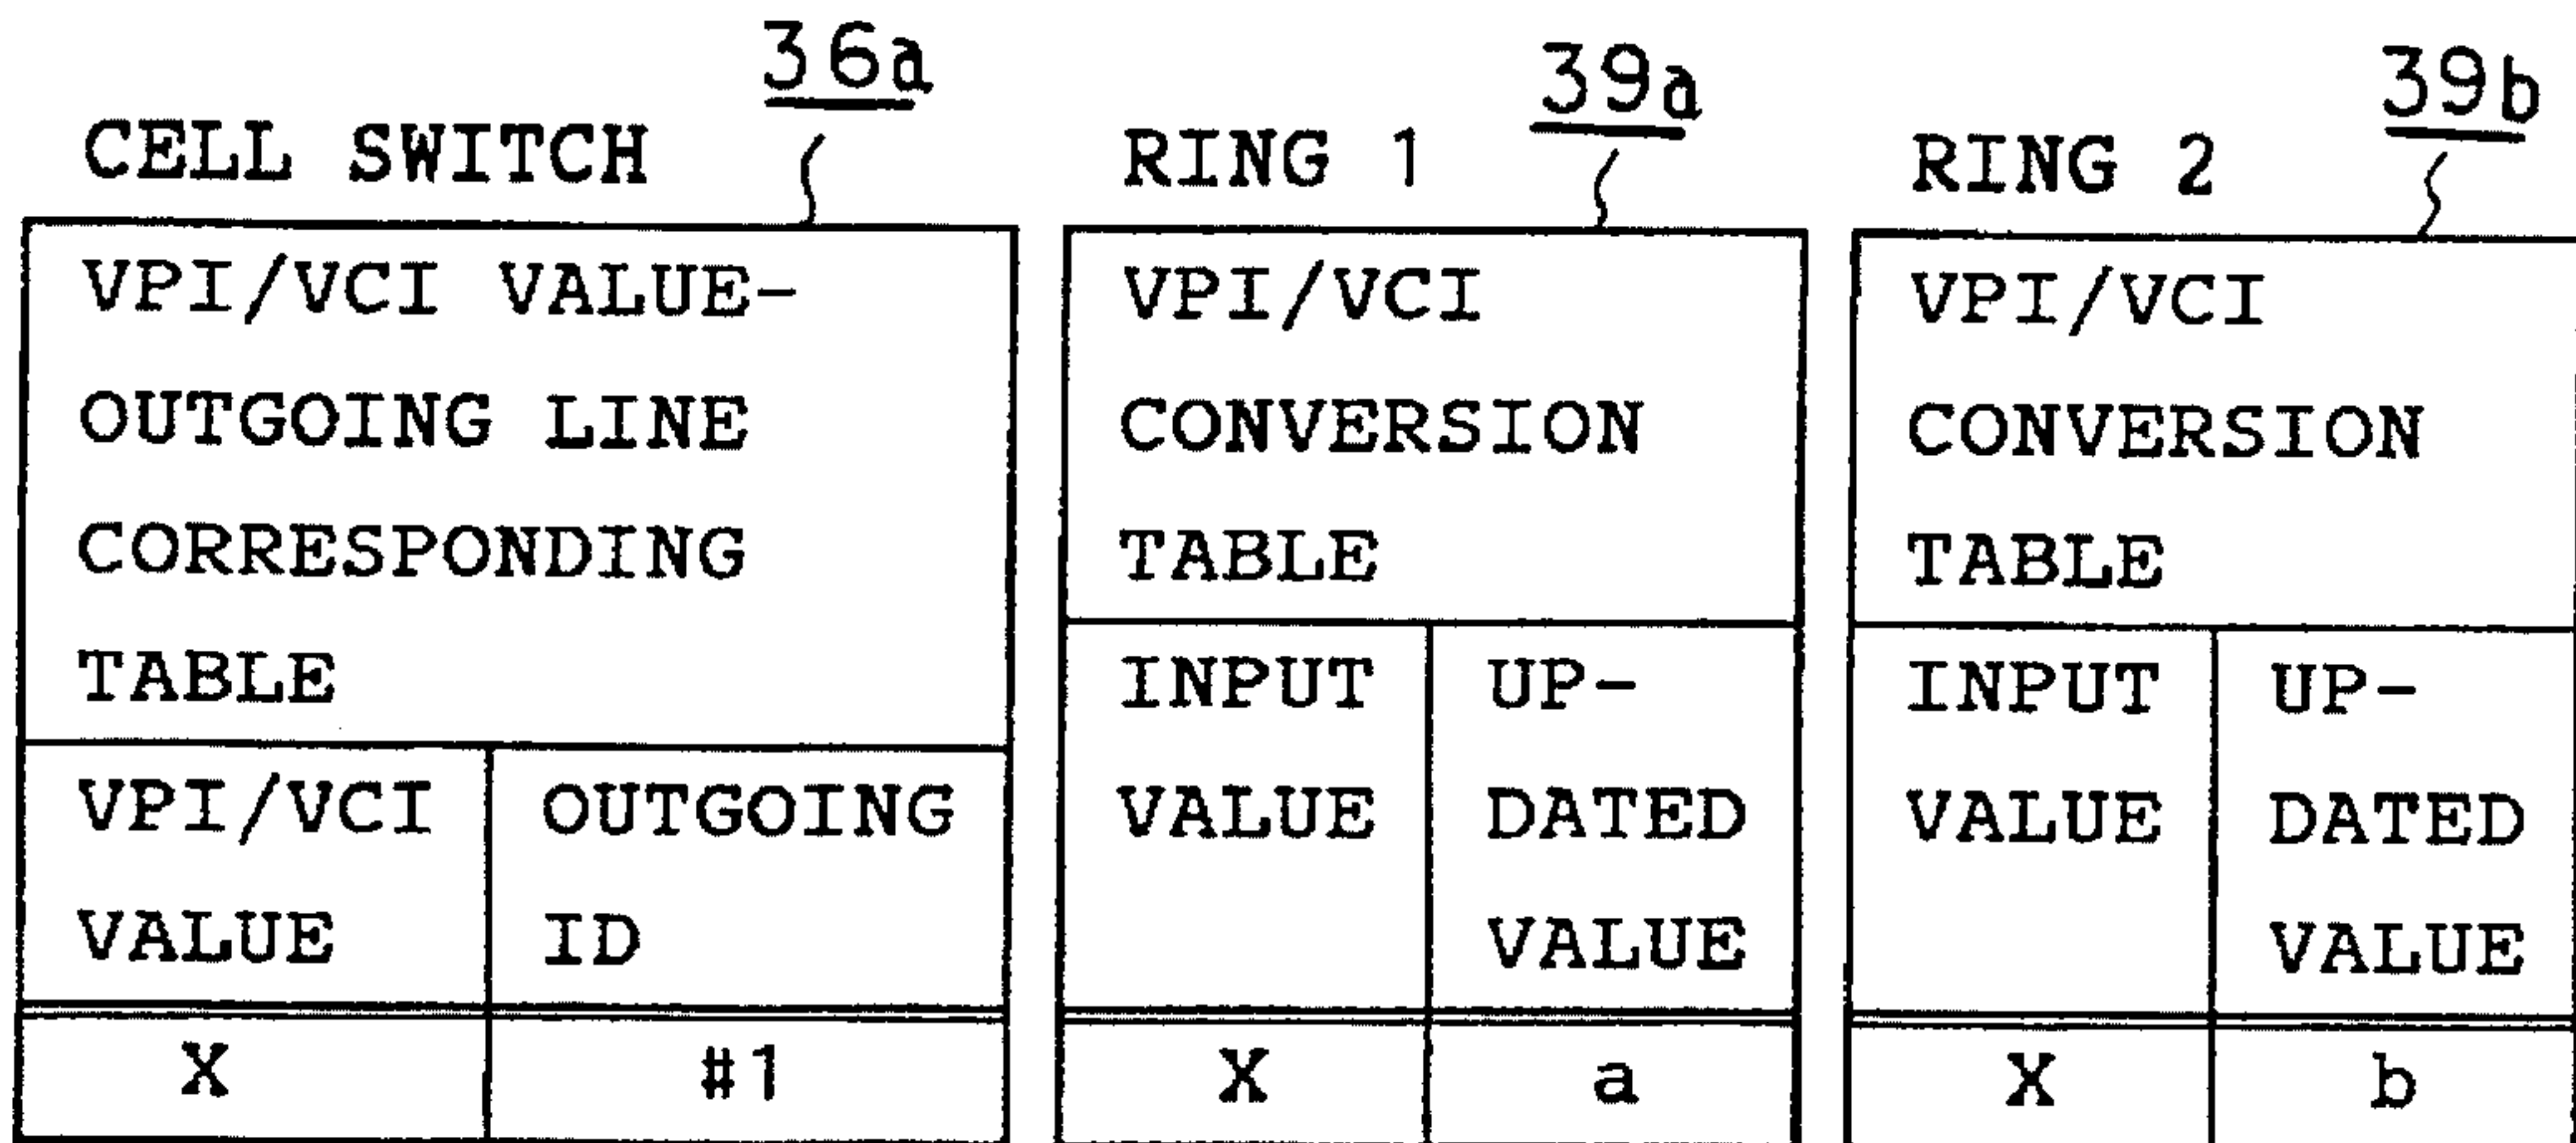 36a
CELL SWITCH
VPI/VCI VALUE-
OUTGOING LINE
CORRESPONDING
TABLE
VPI/VCI
VALUE
OUTGOING
ID
X
#1
39a
RING 1
VPI/VCI
CONVERSION
TABLE
INPUT
VALUE
UP-
DATED
VALUE
X
a
39b
RING 2
VPI/VCI
CONVERSION
TABLE
INPUT
VALUE
UP-
DATED
VALUE
X
b